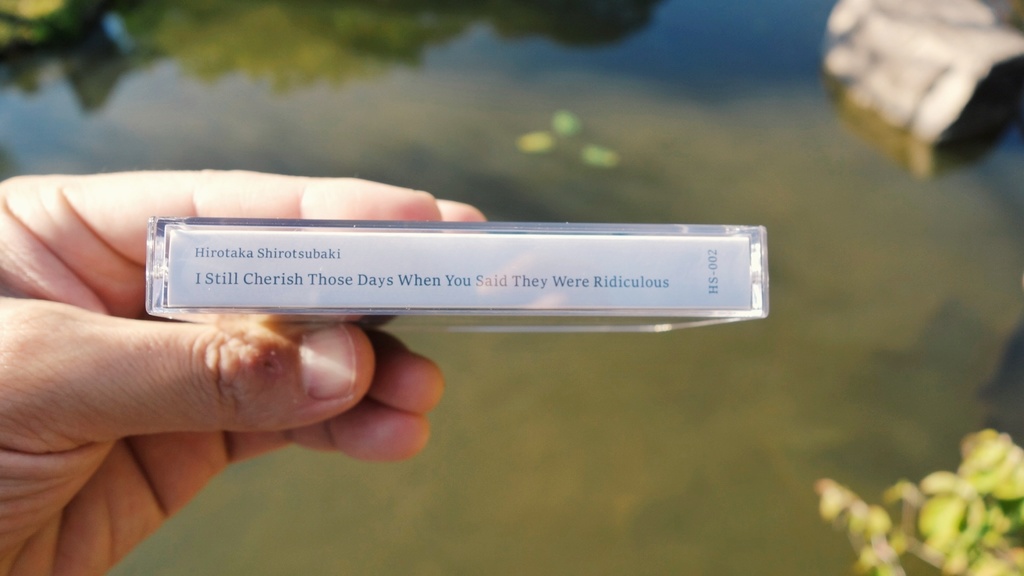 Hirotaka Shirotsubaki
I Still Cherish Those Days When You Said They Were Ridiculous
HS-002